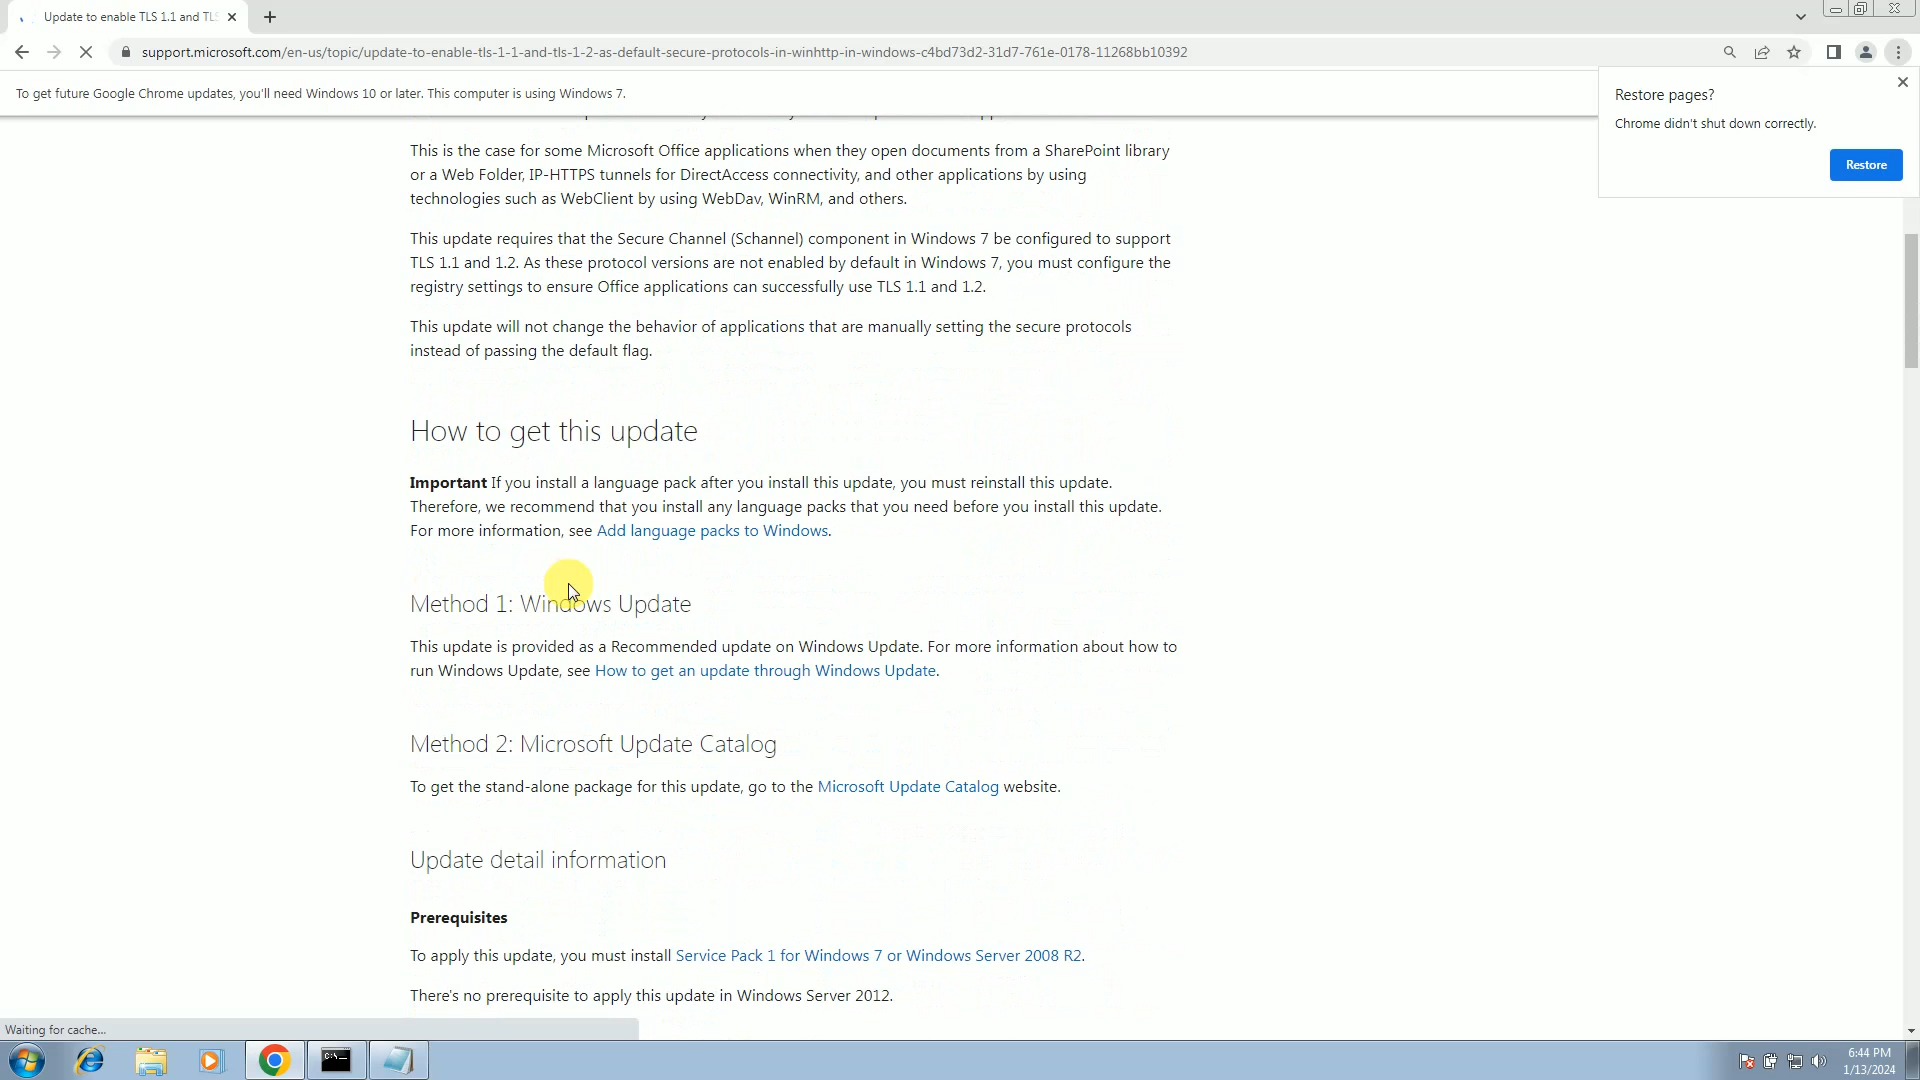 Update to enable TLS 1.1 and TLS
support.microsoft.com/en-us/topic/update-to-enable-tls-1-1-and-tls-1-2-as-default-secure-protocols-in-winhttp-in-windows-c4bd73d2-31d7-761e-0178-11268bb10392
To get future Google Chrome updates, you'll need Windows 10 or later. This computer is using Windows 7.
Restore pages?
Chrome didn't shut down correctly.
Restore
This is the case for some Microsoft Office applications when they open documents from a SharePoint library
or a Web Folder, IP-HTTPS tunnels for DirectAccess connectivity, and other applications by using
technologies such as WebClient by using WebDav, WinRM, and others.
This update requires that the Secure Channel (Schannel) component in Windows 7 be configured to support
TLS 1.1 and 1.2. As these protocol versions are not enabled by default in Windows 7, you must configure the
registry settings to ensure Office applications can successfully use TLS 1.1 and 1.2.
This update will not change the behavior of applications that are manually setting the secure protocols
instead of passing the default flag.
How to get this update
Important If you install a language pack after you install this update, you must reinstall this update.
Therefore, we recommend that you install any language packs that you need before you install this update.
For more information, see Add language packs to Windows.
Method 1: Windows Update
This update is provided as a Recommended update on Windows Update. For more information about how to
run Windows Update, see How to get an update through Windows Update.
Method 2: Microsoft Update Catalog
To get the stand-alone package for this update, go to the Microsoft Update Catalog website.
Update detail information
Prerequisites
To apply this update, you must install Service Pack 1 for Windows 7 or Windows Server 2008 R2.
There's no prerequisite to apply this update in Windows Server 2012.
Waiting for cache...
C:\_
6:44 PM
1/13/2024